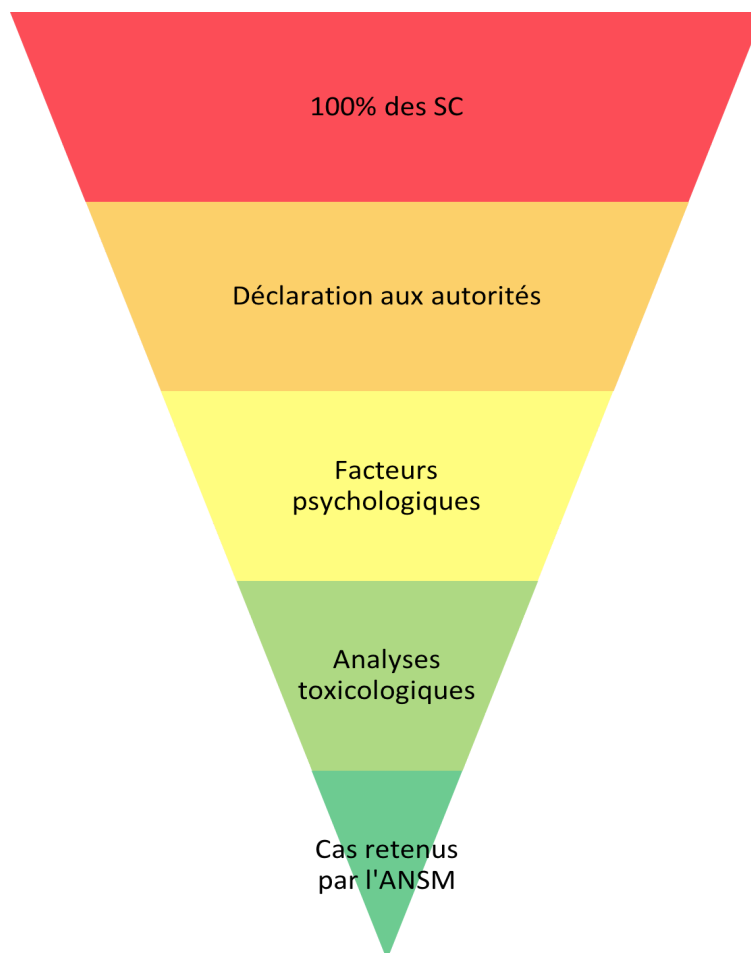 100% des SC
Déclaration aux autorités
Facteurs
psychologiques
Analyses
toxicologiques
Cas retenus
par l'ANSM